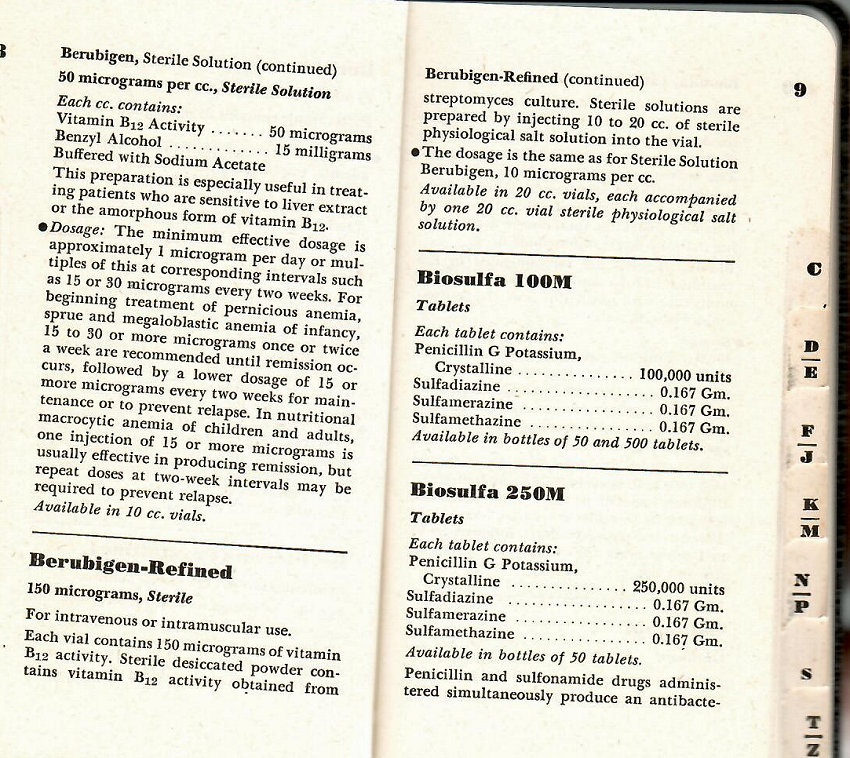 Berubigen, Sterile Solution (continued)
50 micrograms per cc., Sterile Solution
Each cc. contains:
Vitamin B12 Activity ....... 50 micrograms
Benzyl Alcohol ............ 15 milligrams
Buffered with Sodium Acetate
This preparation is especially useful in treat-
ing patients who are sensitive to liver extract
or the amorphous form of vitamin B12.
●Dosage: The minimum effective dosage is
approximately 1 microgram per day or mul-
tiples of this at corresponding intervals such
as 15 or 30 micrograms every two weeks. For
beginning treatment of pernicious anemia,
sprue and megaloblastic anemia of infancy,
15 to 30 or more micrograms once or twice
a week are recommended until remission oc-
curs, followed by a lower dosage of 15 or
more micrograms every two weeks for main-
tenance or to prevent relapse. In nutritional
macrocytic anemia of children and adults,
one injection of 15 or more micrograms is
usually effective in producing remission, but
repeat doses at two-week intervals may be
required to prevent relapse.
Available in 10 cc. vials.
Berubigen-Refined
150 micrograms, Sterile
For intravenous or intramuscular use.
Each vial contains 150 micrograms of vitamin
B12 activity. Sterile desiccated powder con-
tains vitamin B12 activity obtained from
Berubigen-Refined (continued)
9
streptomyces culture. Sterile solutions are
prepared by injecting 10 to 20 cc. of sterile
physiological salt solution into the vial.
●The dosage is the same as for Sterile Solution
Berubigen, 10 micrograms per cc.
Available in 20 cc. vials, each accompanied
by one 20 cc. vial sterile physiological salt
solution.
Biosulfa 100M
Tablets
Each tablet contains:
Penicillin G Potassium,
Crystalline ............... 100,000 units
Sulfadiazine ................... 0.167 Gm.
Sulfamerazine ................. 0.167 Gm.
Sulfamethazine ................ 0.167 Gm.
Available in bottles of 50 and 500 tablets.
Biosulfa 250M
Tablets
Each tablet contains:
Penicillin G Potassium,
Crystalline ............... 250,000 units
Sulfadiazine ................... 0.167 Gm.
Sulfamerazine ................. 0.167 Gm.
Sulfamethazine ................ 0.167 Gm.
Available in bottles of 50 tablets.
Penicillin and sulfonamide drugs adminis-
tered simultaneously produce an antibacte-
C
D
E
F
J
K
M
N
P
S
T
Z